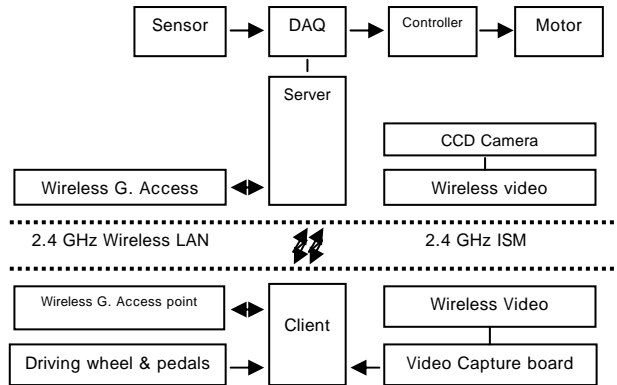 Sensor
DAQ
Controller
Motor
Server
CCD Camera
Wireless G. Access
Wireless video
2.4 GHz Wireless LAN
2.4 GHz ISM
Wireless G. Access point
Client
Wireless Video
Driving wheel & pedals
Video Capture board